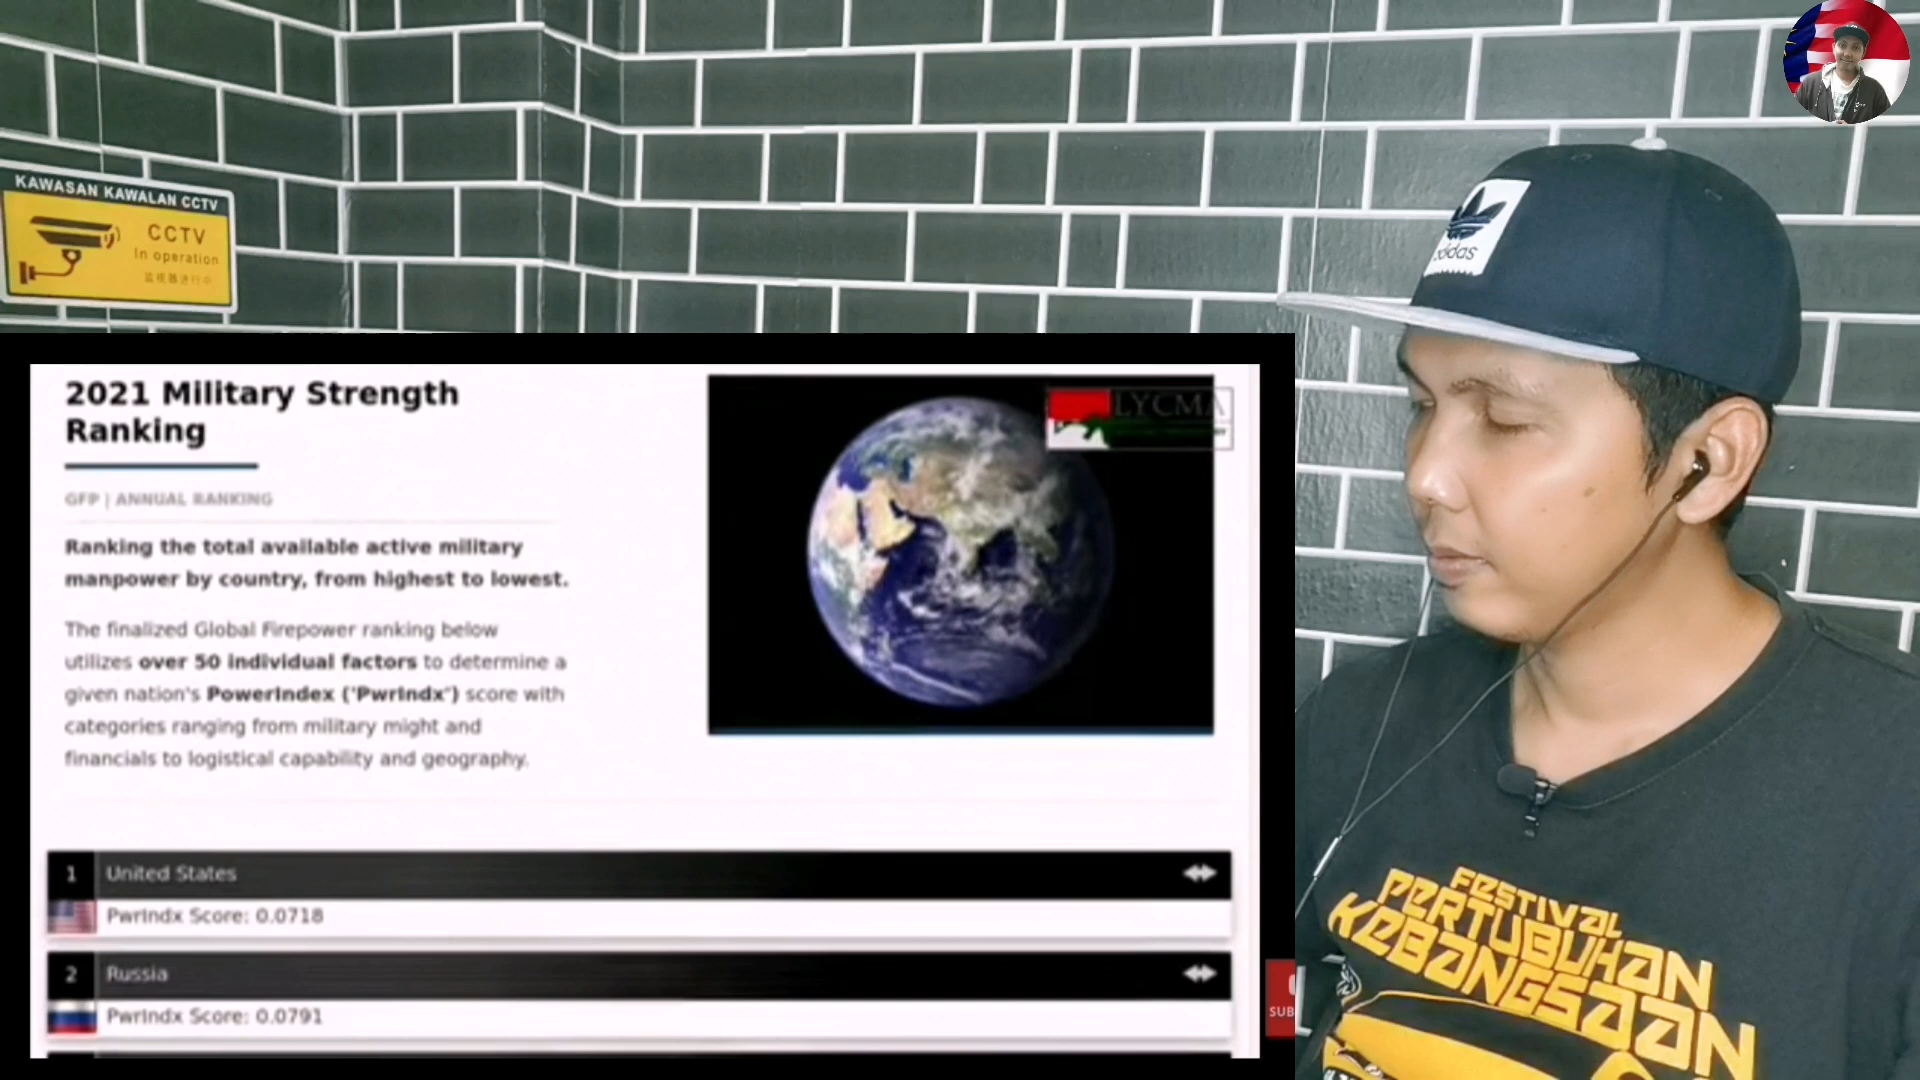 KAWASAN KAWALAN CCTV
CCTV
In operation
adidas
2021 Military Strength
Ranking
LYCMA
GFP | ANNUAL RANKING
Ranking the total available active military
manpower by country, from highest to lowest.
The finalized Global Firepower ranking below
utilizes over 50 individual factors to determine a
given nation's PowerIndex ('PwrIndx') score with
categories ranging from military might and
financials to logistical capability and geography.
1 United States
PwrIndx Score: 0.0718
2 Russia
PwrIndx Score: 0.0791
SUB
FESTIVAL
PERTUBUHAN
KEBANGSAAN